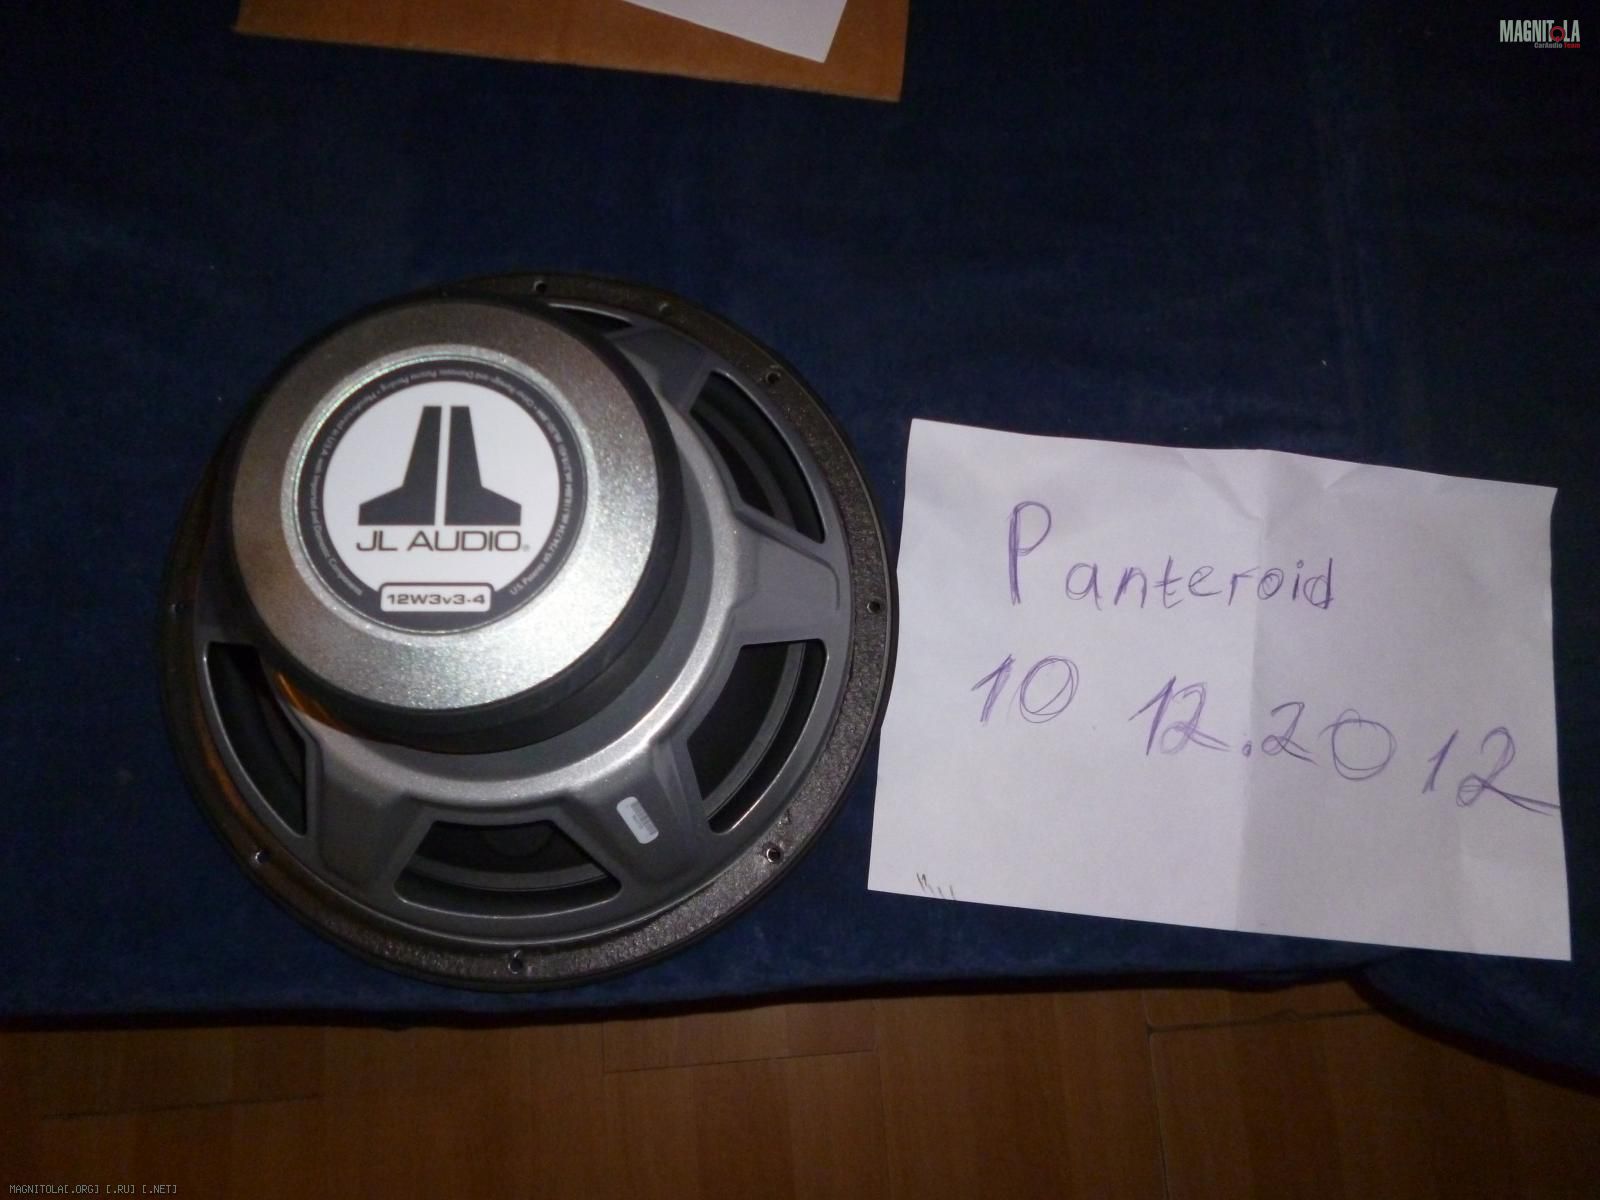 MAGNITOLA
CarAudio Team
JL AUDIO®
12W3v3-4
Panteroid
10.12.2012
MAGNITOLA[.ORG] [.RU] [.NET]